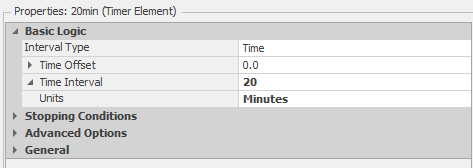 Properties: 20min (Timer Element)
Basic Logic
Interval Type Time
Time Offset 0.0
Time Interval 20
Units Minutes
Stopping Conditions
Advanced Options
General